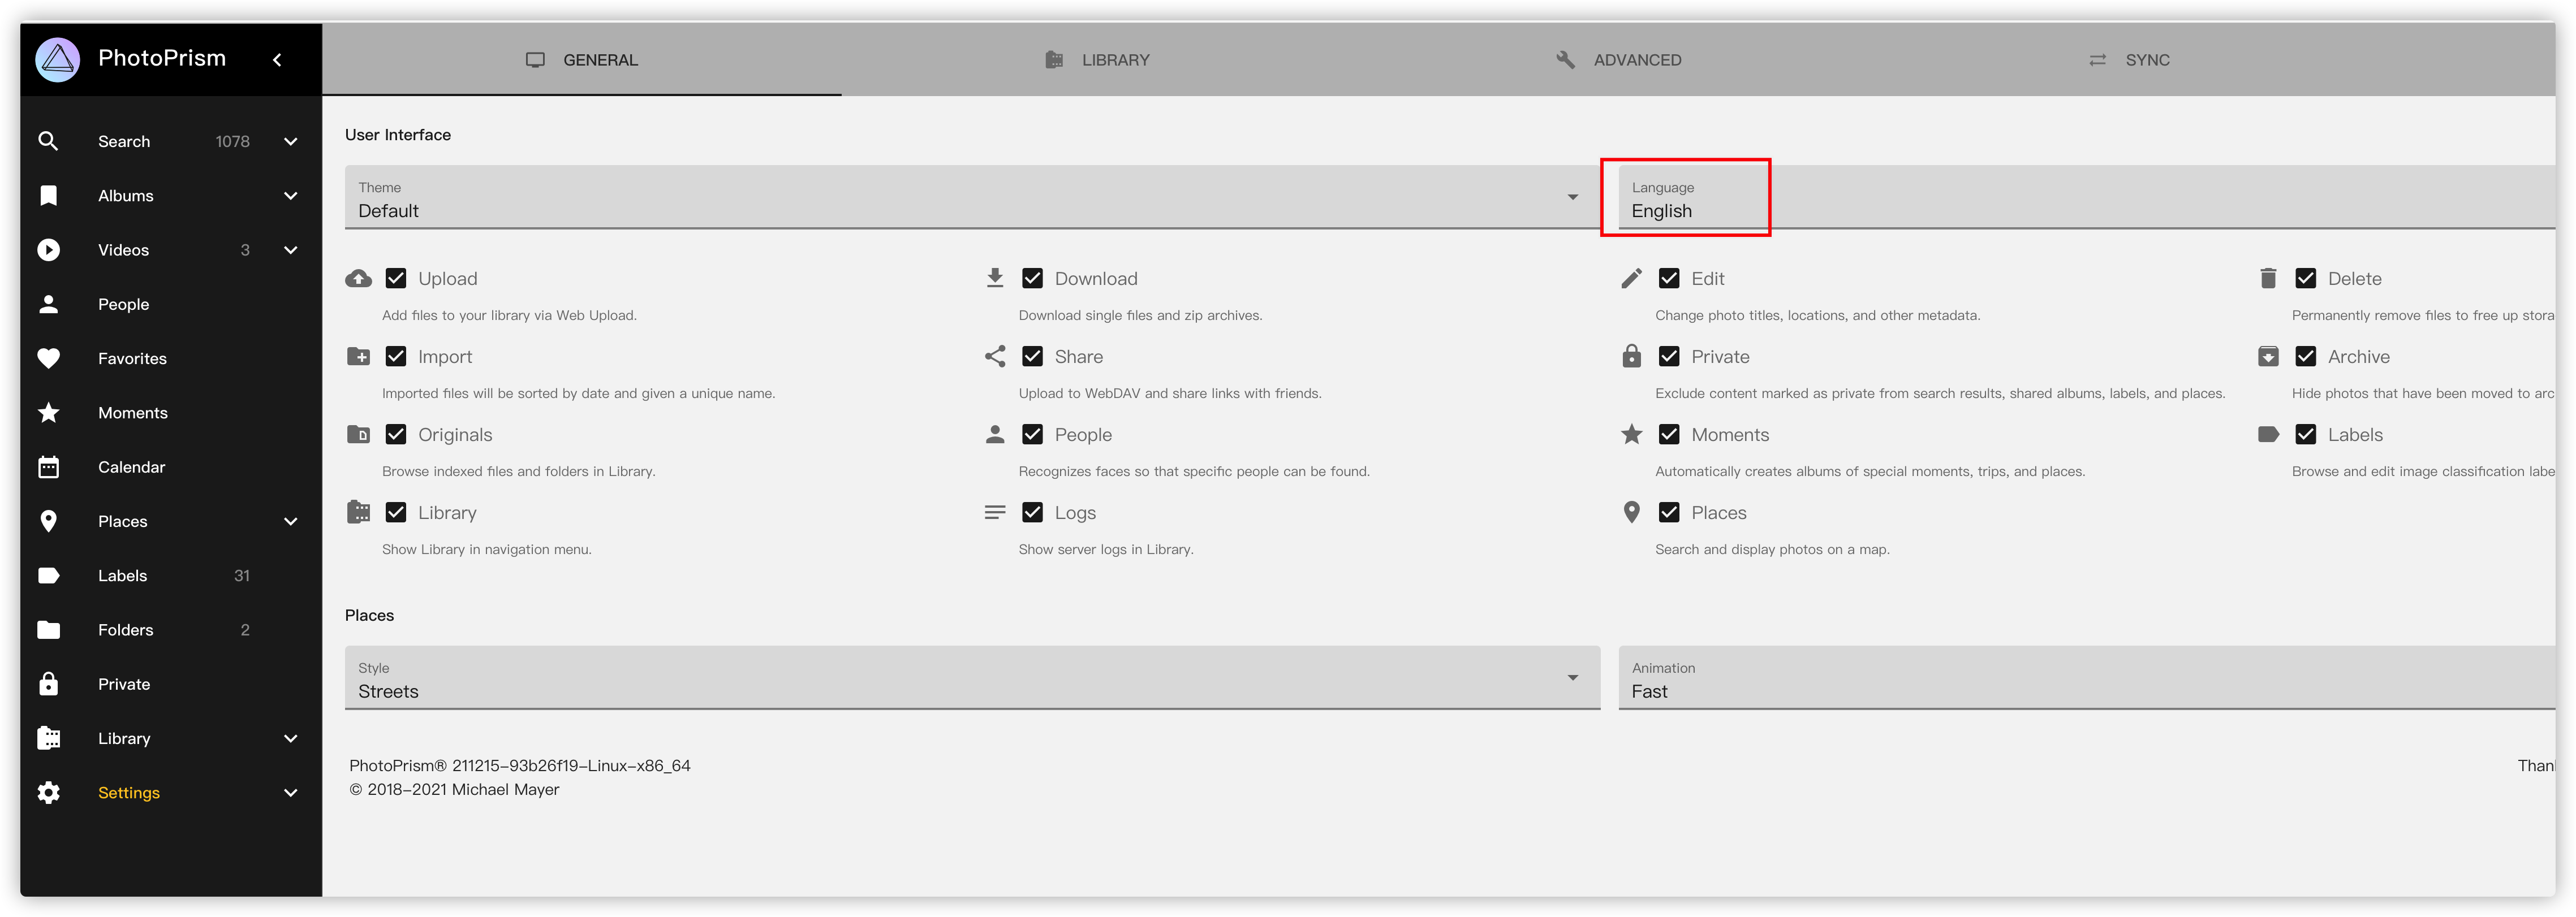 PhotoPrism
Search 1078
Albums
Videos 3
People
Favorites
Moments
Calendar
Places
Labels 31
Folders 2
Private
Library
Settings
GENERAL LIBRARY ADVANCED SYNC
User Interface
Theme
Default
Language
English
Upload
Add files to your library via Web Upload.
Download
Download single files and zip archives.
Edit
Change photo titles, locations, and other metadata.
Delete
Permanently remove files to free up stora
Import
Imported files will be sorted by date and given a unique name.
Share
Upload to WebDAV and share links with friends.
Private
Exclude content marked as private from search results, shared albums, labels, and places.
Archive
Hide photos that have been moved to arc
Originals
Browse indexed files and folders in Library.
People
Recognizes faces so that specific people can be found.
Moments
Automatically creates albums of special moments, trips, and places.
Labels
Browse and edit image classification labe
Library
Show Library in navigation menu.
Logs
Show server logs in Library.
Places
Search and display photos on a map.
Places
Style
Streets
Animation
Fast
PhotoPrism® 211215-93b26f19-Linux-x86_64
© 2018-2021 Michael Mayer
Than